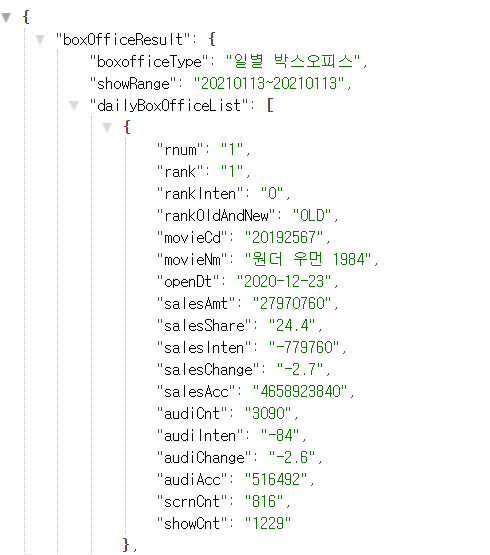 {
"boxOfficeResult": {
"boxofficeType": "일별 박스오피스",
"showRange": "20210113~20210113",
"dailyBoxOfficeList": [
{
"rnum": "1",
"rank": "1",
"rankInten": "0",
"rankOldAndNew": "OLD",
"movieCd": "20192567",
"movieNm": "원더 우먼 1984",
"openDt": "2020-12-23",
"salesAmt": "27970760",
"salesShare": "24.4",
"salesInten": "-779760",
"salesChange": "-2.7",
"salesAcc": "4658923840",
"audiCnt": "3090",
"audiInten": "-84",
"audiChange": "-2.6",
"audiAcc": "516492",
"scrnCnt": "816",
"showCnt": "1229"
},